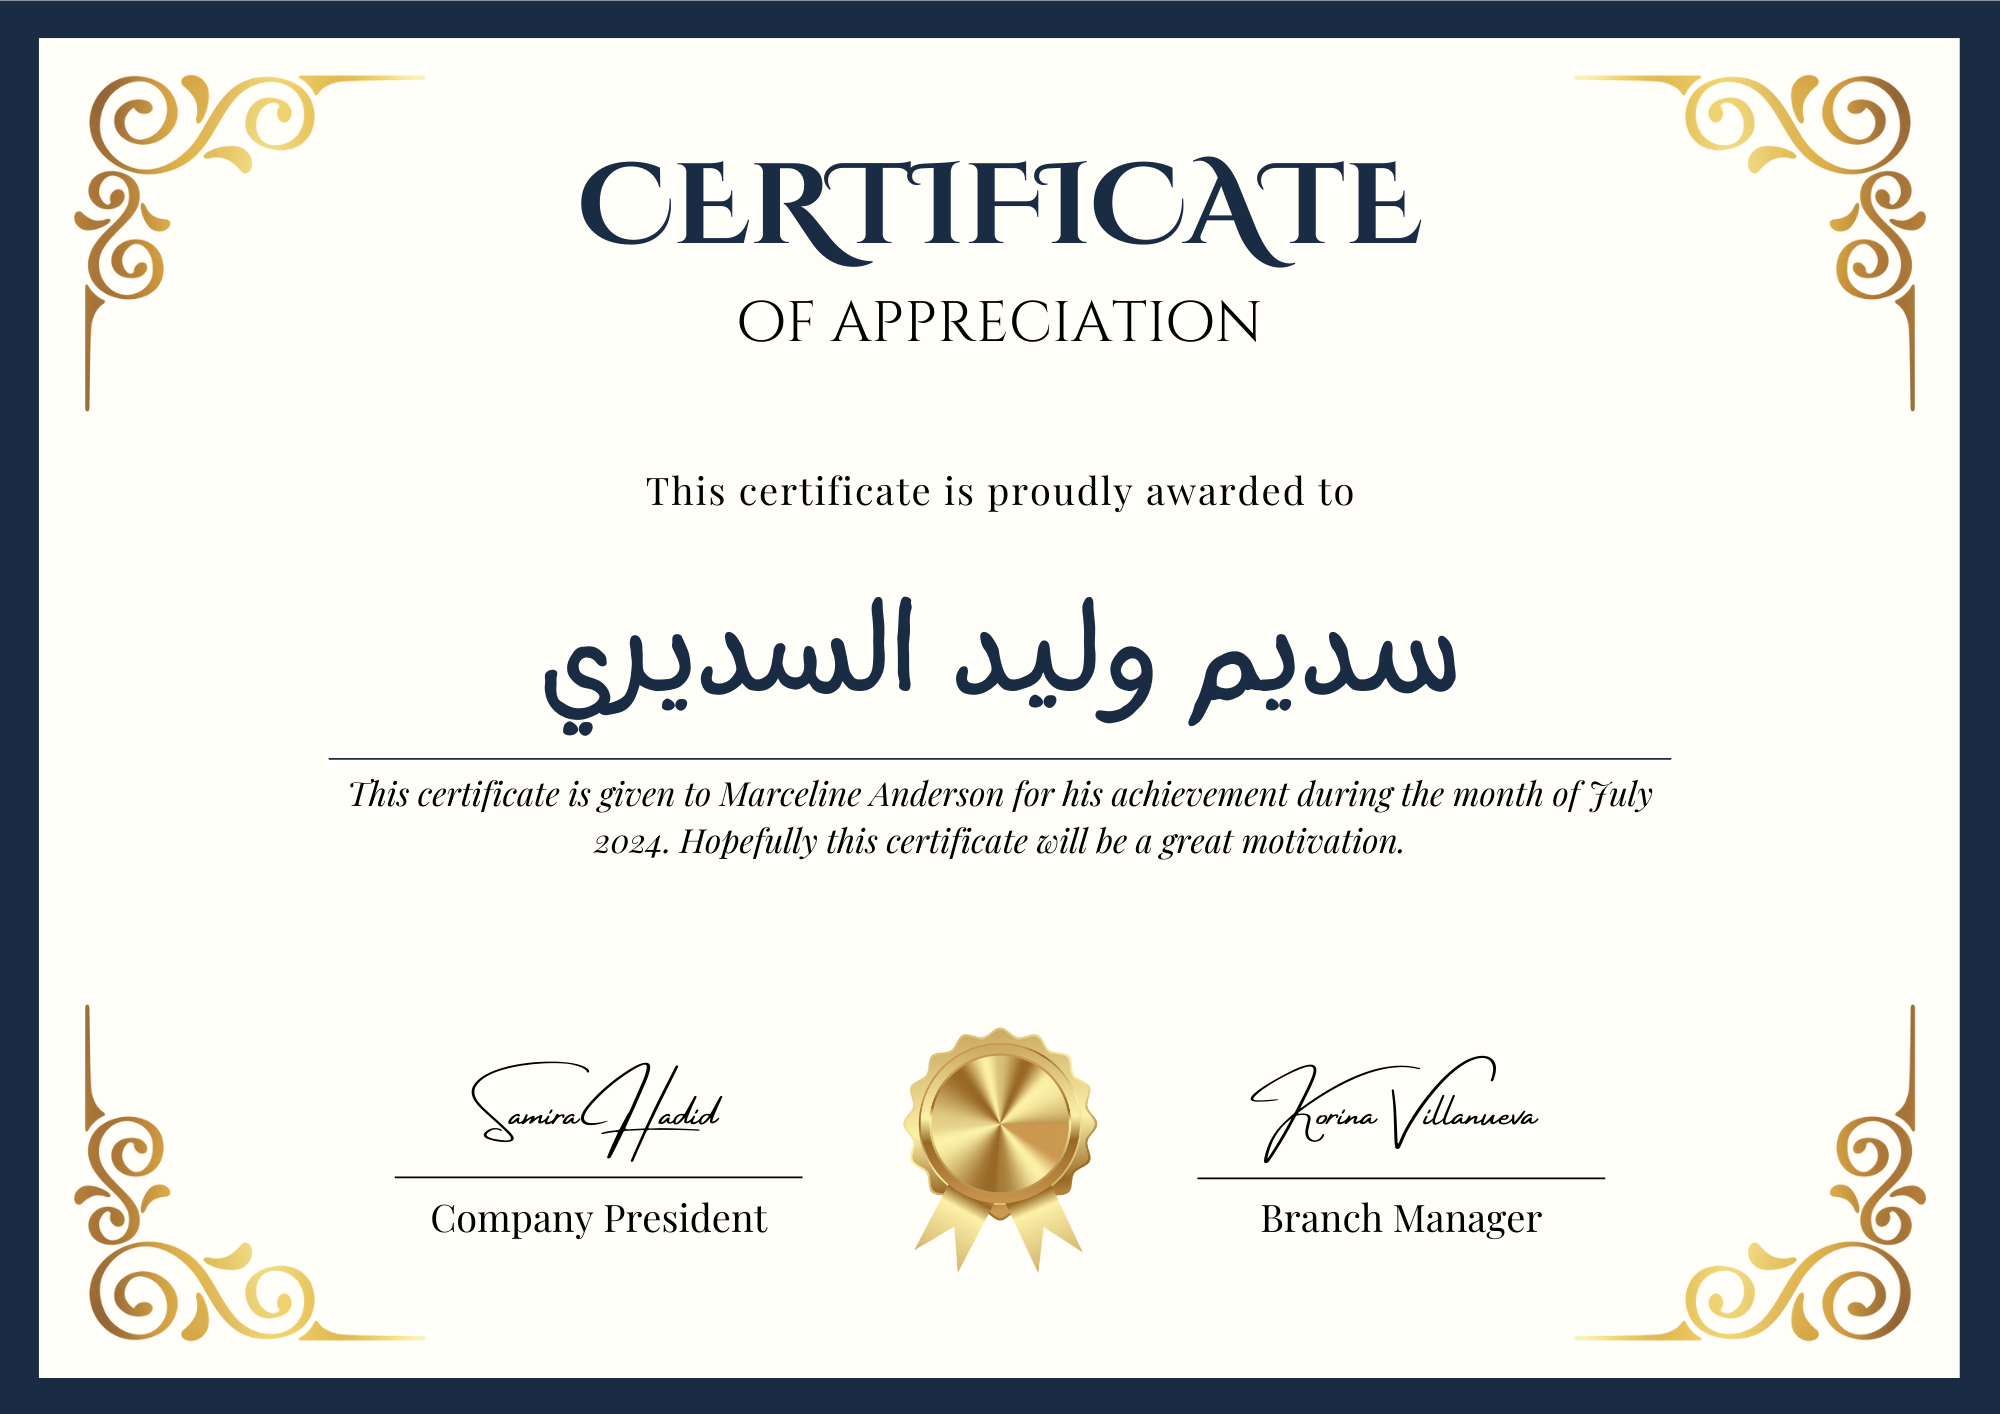 CERTIFICATE
OF APPRECIATION
This certificate is proudly awarded to
سديم وليد السديري
This certificate is given to Marceline Anderson for his achievement during the month of July
2024. Hopefully this certificate will be a great motivation.
Samira Hadid
Korina Villanueva
Company President
Branch Manager